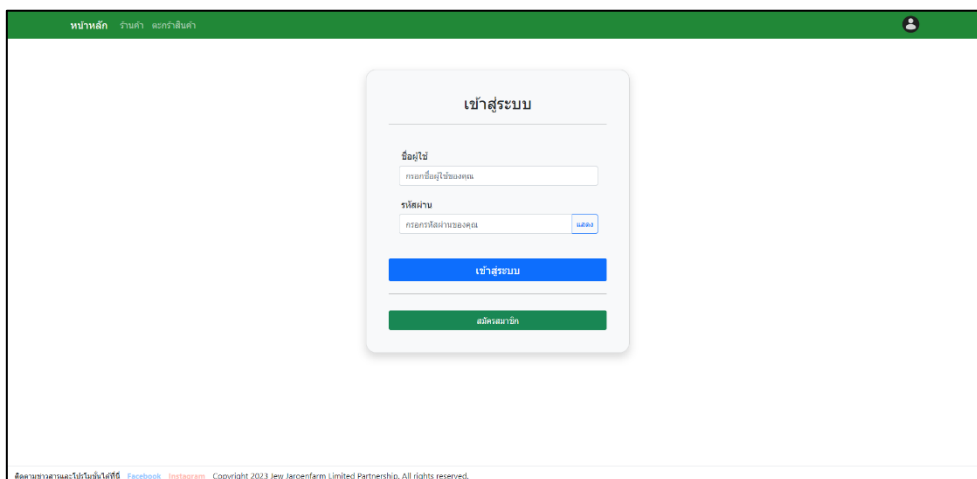 หน้าหลัก ร้านค้า ตะกร้าสินค้า
เข้าสู่ระบบ
ชื่อผู้ใช้
กรอกชื่อผู้ใช้ของคุณ
รหัสผ่าน
กรอกรหัสผ่านของคุณ แสดง
เข้าสู่ระบบ
สมัครสมาชิก
ติดตามข่าวสารและโปรโมชั่นได้ที่นี่ Facebook Instagram Copyright 2023 Jew Jaroenfarm Limited Partnership. All rights reserved.